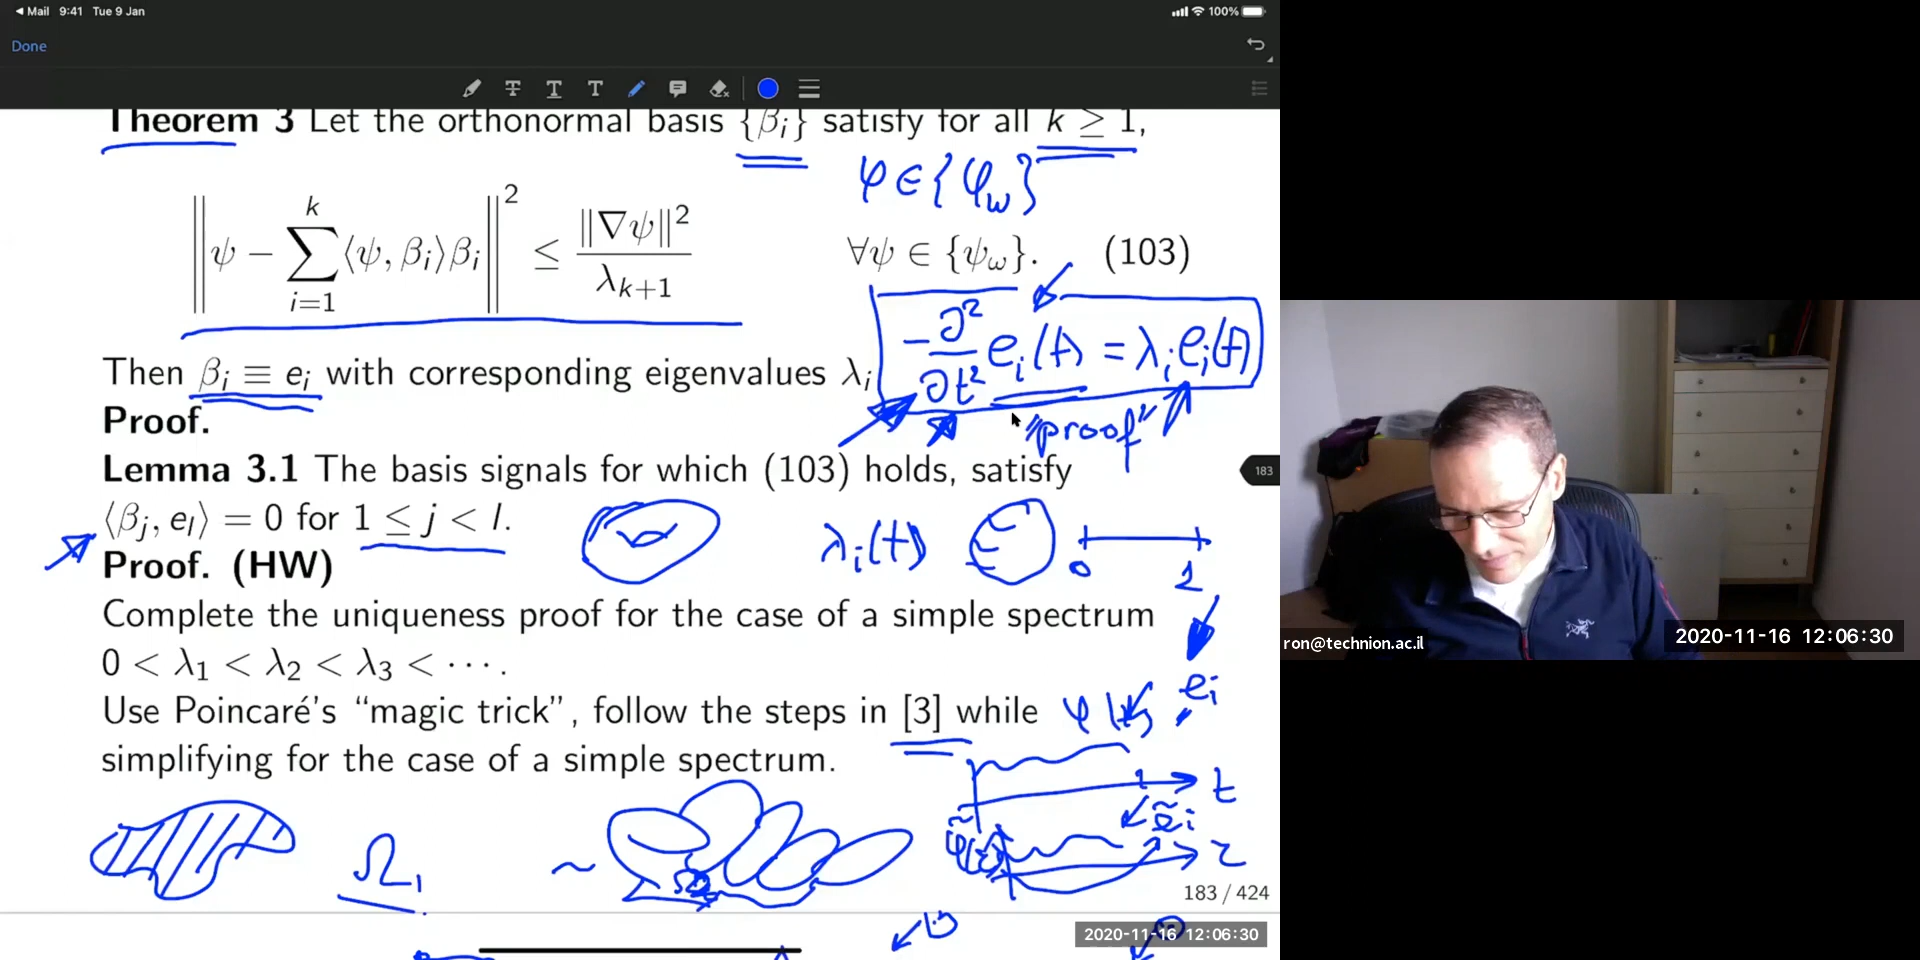 Mail 9:41 Tue 9 Jan
100%
Done
Theorem 3 Let the orthonormal basis {βᵢ} satisfy for all k ≥ 1,
φ ∈ {φ_ω}
‖ψ − ∑_{i=1}^{k} ⟨ψ, βᵢ⟩βᵢ‖² ≤ ‖∇ψ‖² / λ_{k+1} ∀ψ ∈ {ψ_ω}. (103)
−∂²/∂t² eᵢ(t) = λᵢ eᵢ(t)
Then βᵢ ≡ eᵢ with corresponding eigenvalues λᵢ
Proof.
"proof"
Lemma 3.1 The basis signals for which (103) holds, satisfy
183
⟨βⱼ, eₗ⟩ = 0 for 1 ≤ j < l.
λᵢ(t)
0 1
Proof. (HW)
Complete the uniqueness proof for the case of a simple spectrum
0 < λ₁ < λ₂ < λ₃ < ⋯.
eᵢ
Use Poincaré's “magic trick”, follow the steps in [3] while
simplifying for the case of a simple spectrum.
t
ẽᵢ
Ω₁ ~
τ
183 / 424
2020-11-16 12:06:30
ron@technion.ac.il
2020-11-16 12:06:30